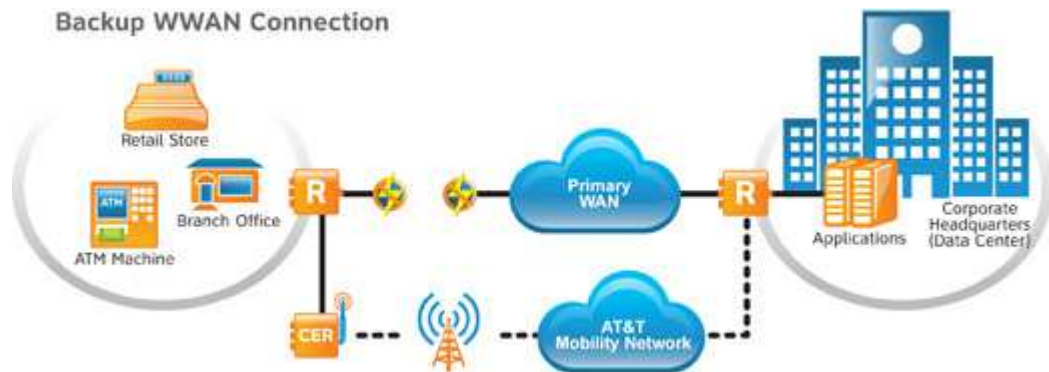 Backup WWAN Connection
Retail Store
ATM
Branch Office
ATM Machine
R
Primary
WAN
R
Applications
Corporate
Headquarters
(Data Center)
CER
AT&T
Mobility Network